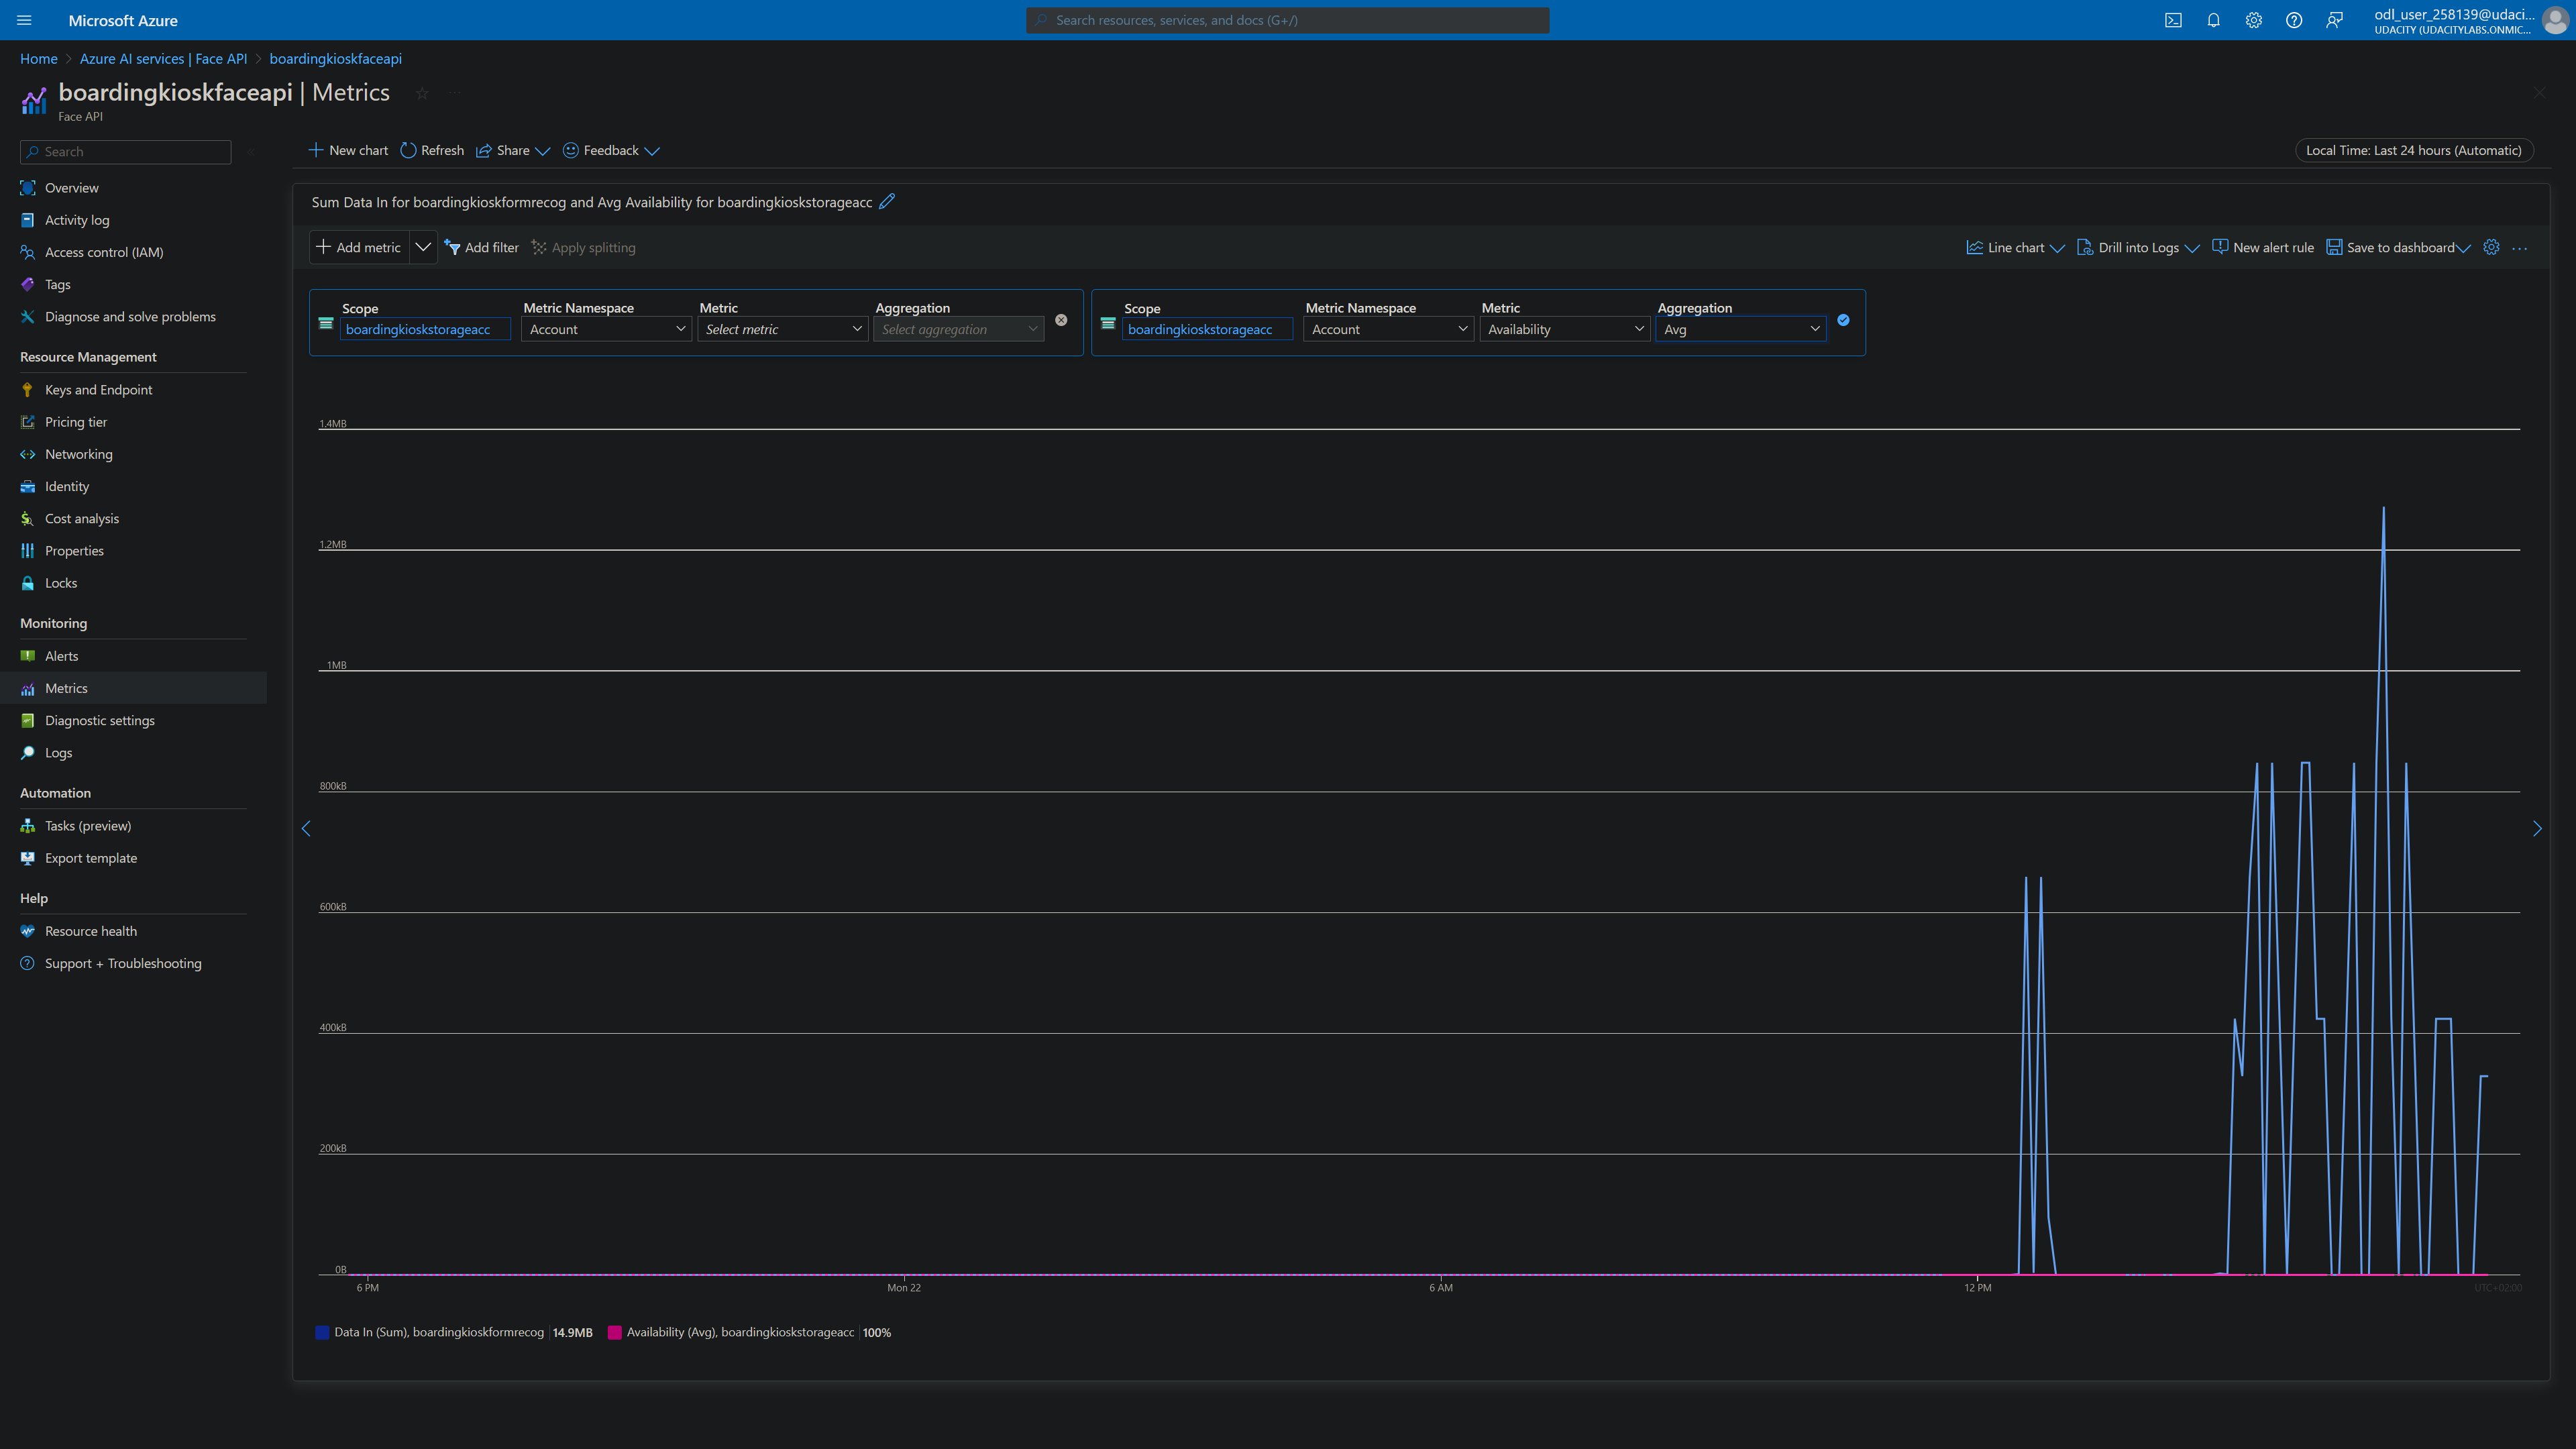 Microsoft Azure
Search resources, services, and docs (G+/)
odl_user_258139@udaci...
UDACITY (UDACITYLABS.ONMIC...
Home > Azure AI services | Face API > boardingkioskfaceapi
boardingkioskfaceapi | Metrics
Face API
Search
New chart Refresh Share Feedback
Local Time: Last 24 hours (Automatic)
Overview
Activity log
Access control (IAM)
Tags
Diagnose and solve problems
Resource Management
Keys and Endpoint
Pricing tier
Networking
Identity
Cost analysis
Properties
Locks
Monitoring
Alerts
Metrics
Diagnostic settings
Logs
Automation
Tasks (preview)
Export template
Help
Resource health
Support + Troubleshooting
Sum Data In for boardingkioskformrecog and Avg Availability for boardingkioskstorageacc
Add metric Add filter Apply splitting
Line chart Drill into Logs New alert rule Save to dashboard ...
Scope Metric Namespace Metric Aggregation
boardingkioskstorageacc Account Select metric Select aggregation
Scope Metric Namespace Metric Aggregation
boardingkioskstorageacc Account Availability Avg
1.4MB
1.2MB
1MB
800kB
600kB
400kB
200kB
0B
6 PM Mon 22 6 AM 12 PM UTC+02:00
Data In (Sum), boardingkioskformrecog 14.9MB Availability (Avg), boardingkioskstorageacc 100%